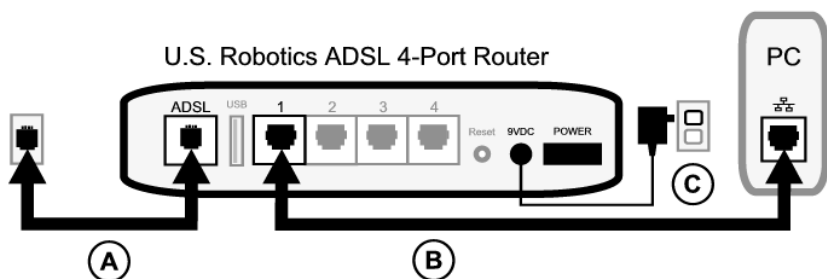 U.S. Robotics ADSL 4-Port Router
PC
ADSL
USB
1
2
3
4
Reset
9VDC
POWER
A
B
C